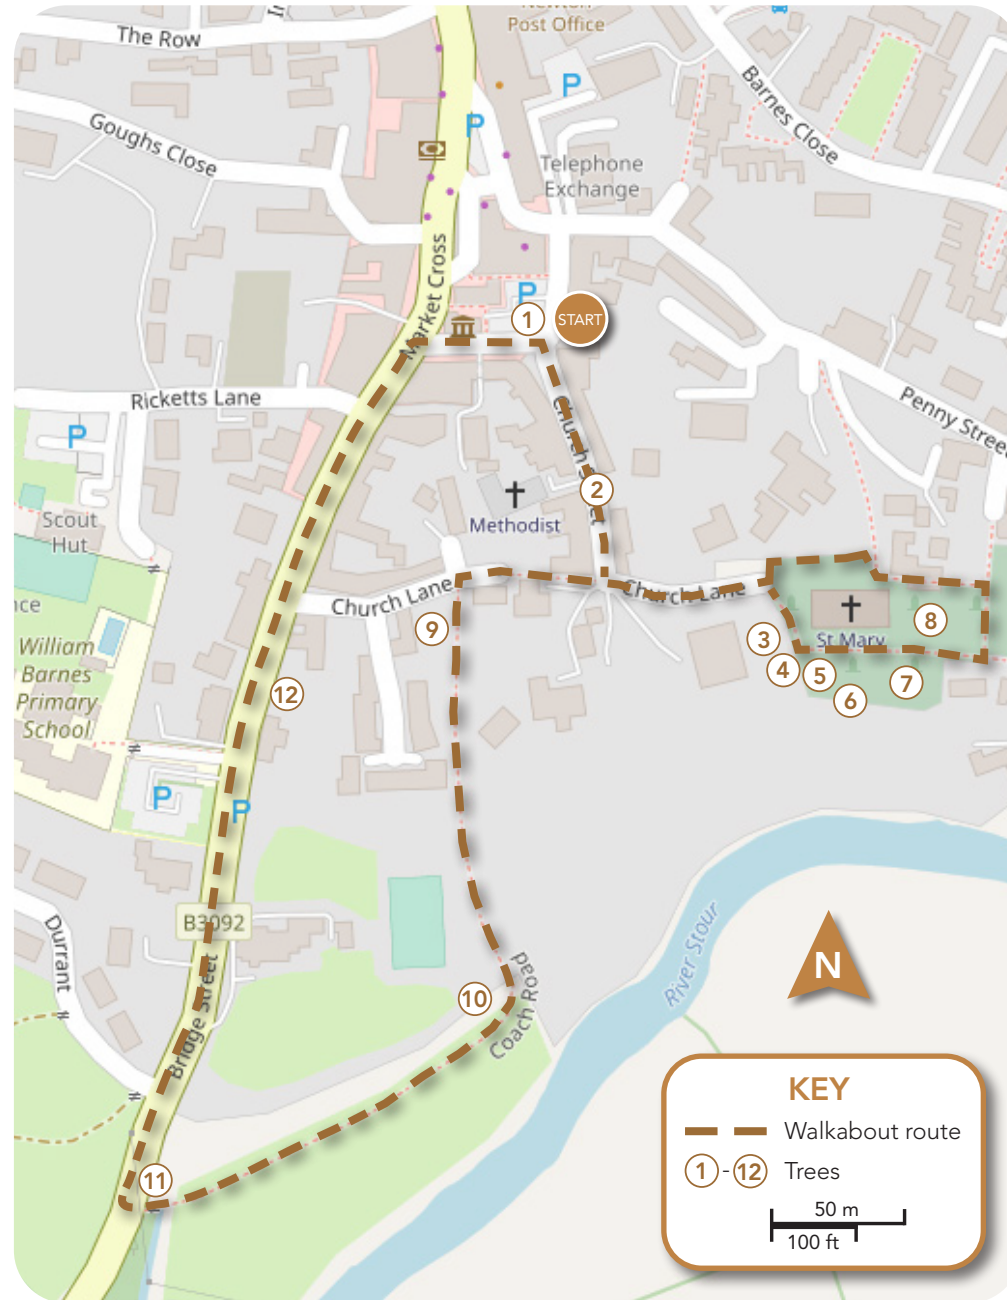 Newton
Post Office
The Row
Barnes Close
P
P
Goughs Close
Telephone
Exchange
Market Cross
P
1
START
Ricketts Lane
Church Street
Penny Street
P
2
Methodist
Scout
Hut
nce
Church Lane
Church Lane
9
St Mary
8
3
4
5
6
7
William
Barnes
Primary
School
12
P
P
B3092
Durrant
River Stour
N
10
Coach Road
Bridge Street
11
KEY
Walkabout route
1 - 12 Trees
50 m
100 ft